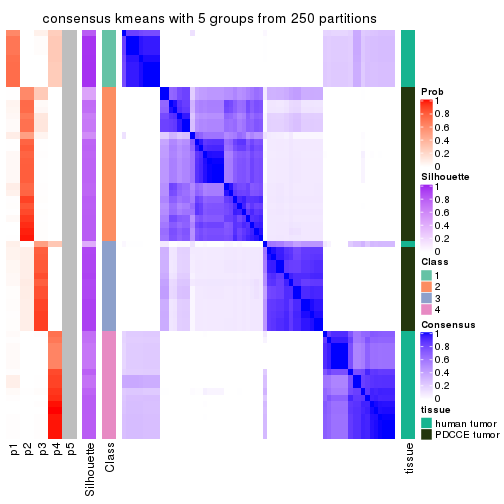 consensus kmeans with 5 groups from 250 partitions
Prob
1
0.8
0.6
0.4
0.2
0
Silhouette
1
0.8
0.6
0.4
0.2
0
Class
1
2
3
4
Consensus
1
0.8
0.6
0.4
0.2
0
tissue
human tumor
PDCCE tumor
p1
p2
p3
p4
p5
Silhouette
Class
tissue